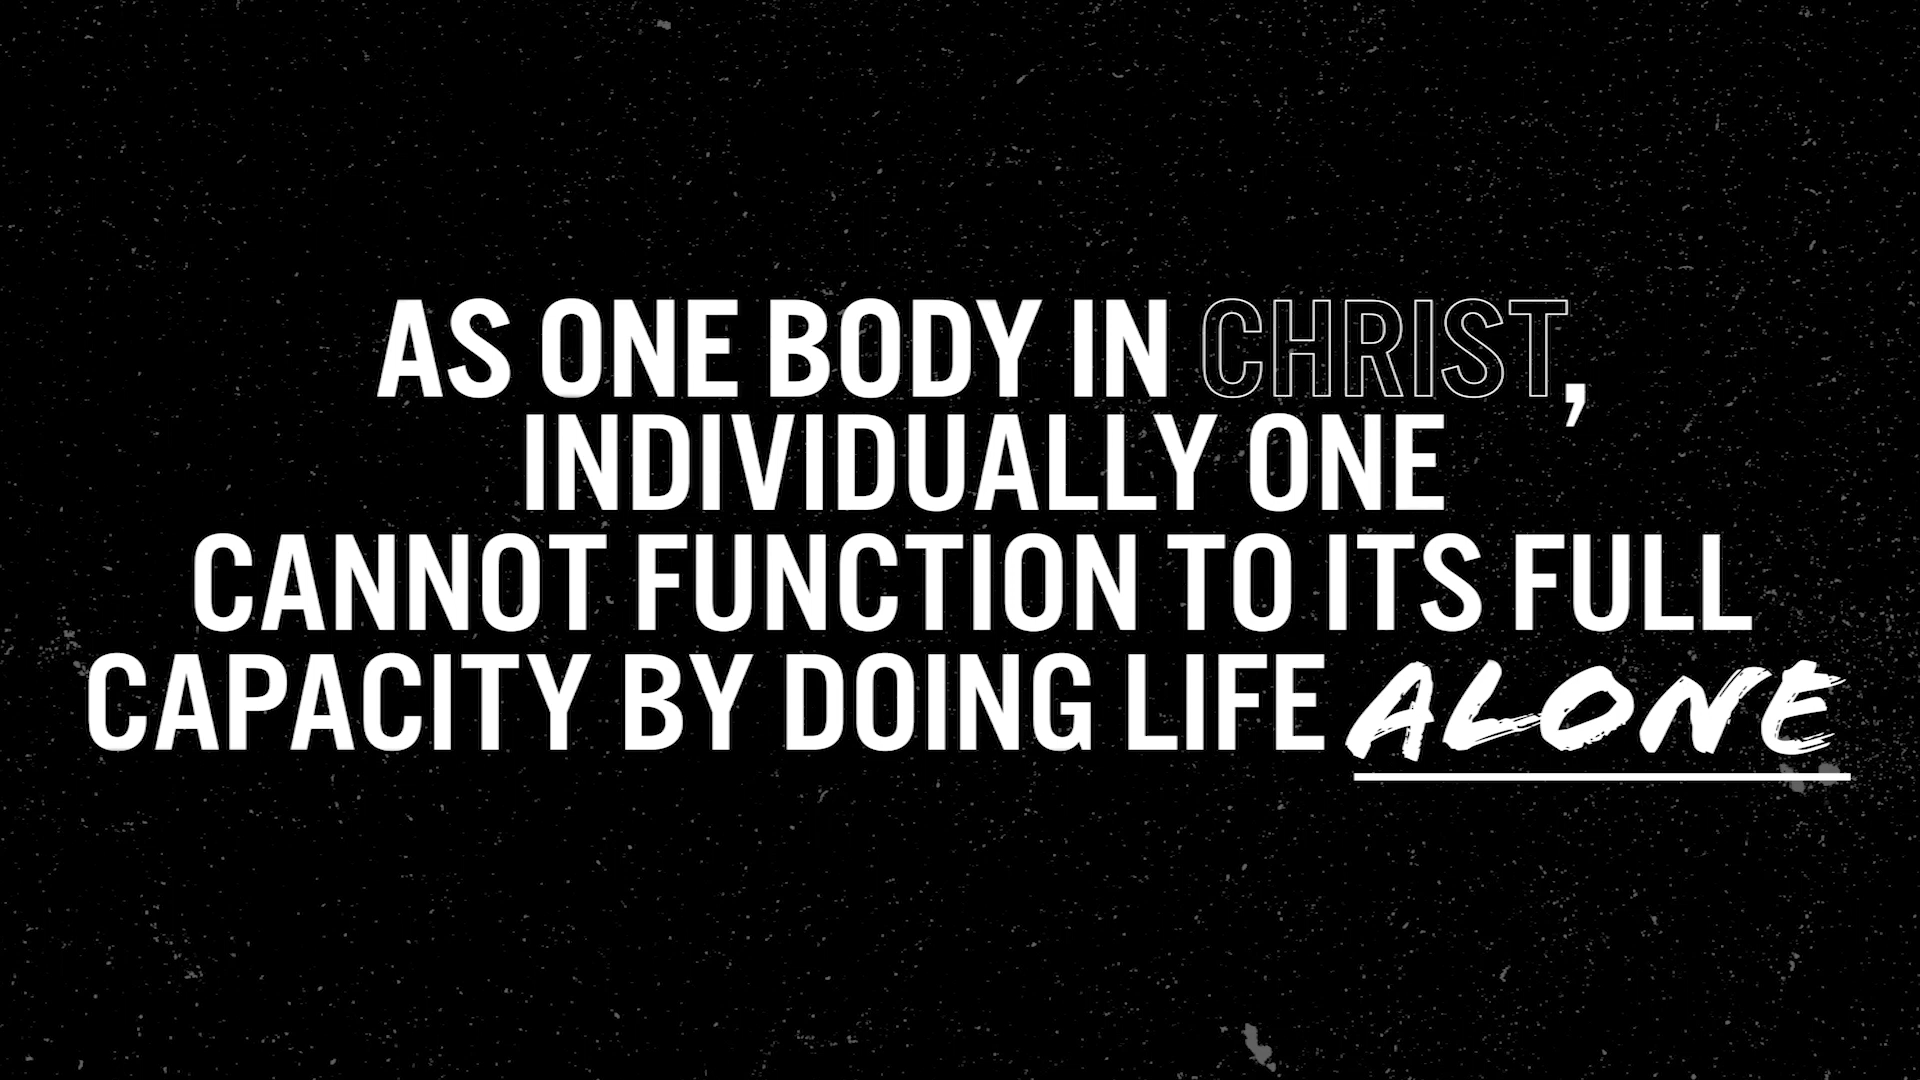 AS ONE BODY IN CHRIST,
INDIVIDUALLY ONE
CANNOT FUNCTION TO ITS FULL
CAPACITY BY DOING LIFE ALONE